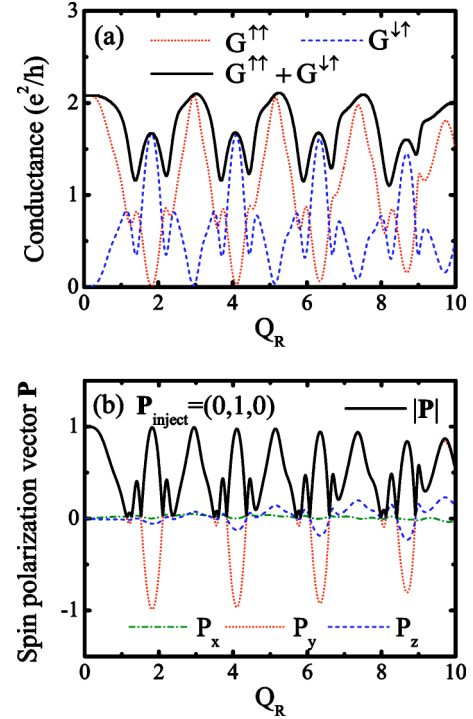 (a) G↑↑ G↓↑
G↑↑ + G↓↑
Conductance (e²/h)
3
2
1
0
0 2 4 6 8 10
Q_R
(b) P_inject=(0,1,0) |P|
Spin polarization vector P
1
0
-1
P_x P_y P_z
0 2 4 6 8 10
Q_R